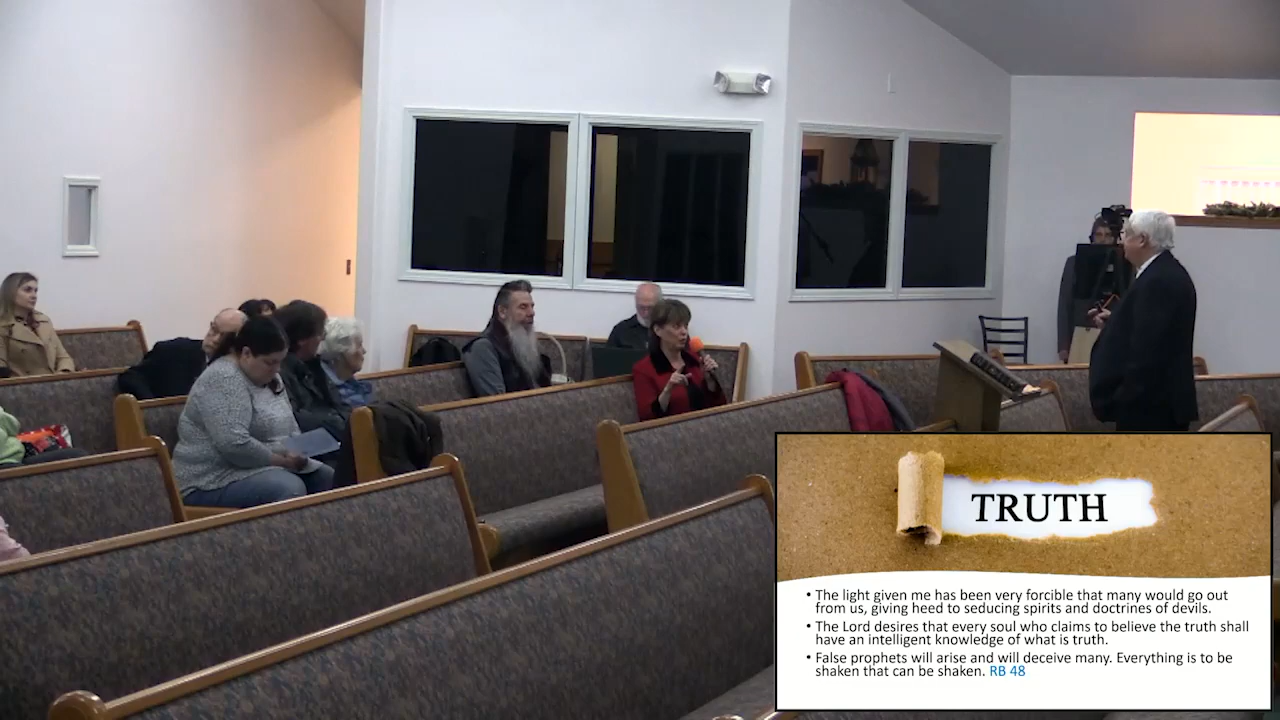 TRUTH
• The light given me has been very forcible that many would go out
from us, giving heed to seducing spirits and doctrines of devils.
• The Lord desires that every soul who claims to believe the truth shall
have an intelligent knowledge of what is truth.
• False prophets will arise and will deceive many. Everything is to be
shaken that can be shaken. RB 48